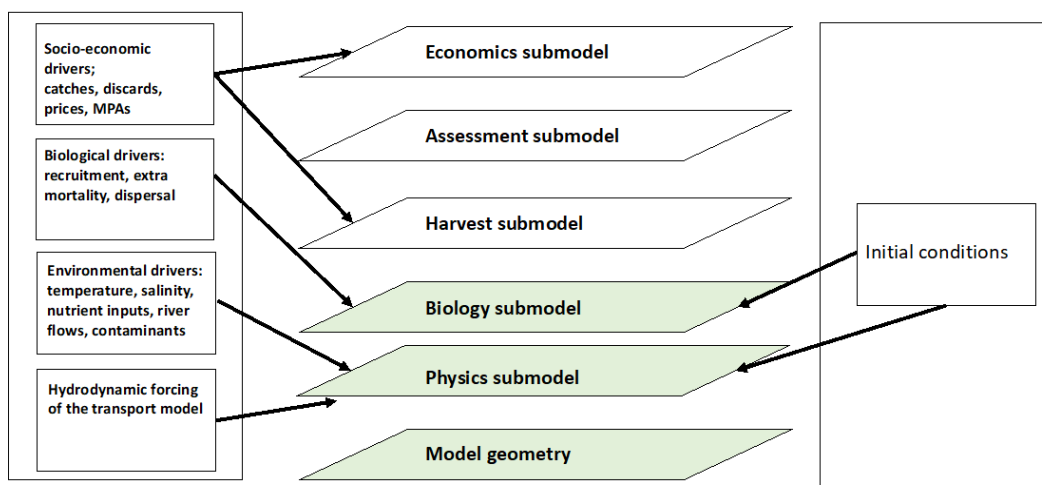 Socio-economic
drivers;
catches, discards,
prices, MPAs
Biological drivers:
recruitment, extra
mortality, dispersal
Environmental drivers:
temperature, salinity,
nutrient inputs, river
flows, contaminants
Hydrodynamic forcing
of the transport model
Economics submodel
Assessment submodel
Harvest submodel
Biology submodel
Physics submodel
Model geometry
Initial conditions